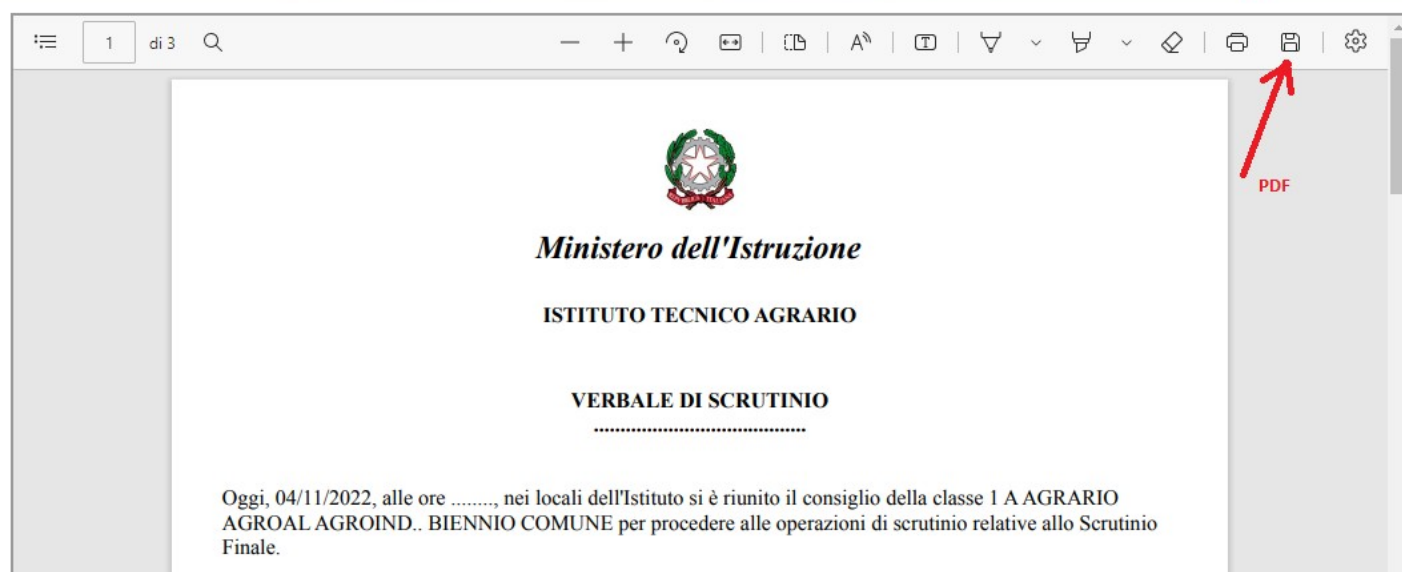 1 di 3
PDF
Ministero dell'Istruzione
ISTITUTO TECNICO AGRARIO
VERBALE DI SCRUTINIO
........................................
Oggi, 04/11/2022, alle ore ........, nei locali dell'Istituto si è riunito il consiglio della classe 1 A AGRARIO
AGROAL AGROIND.. BIENNIO COMUNE per procedere alle operazioni di scrutinio relative allo Scrutinio
Finale.